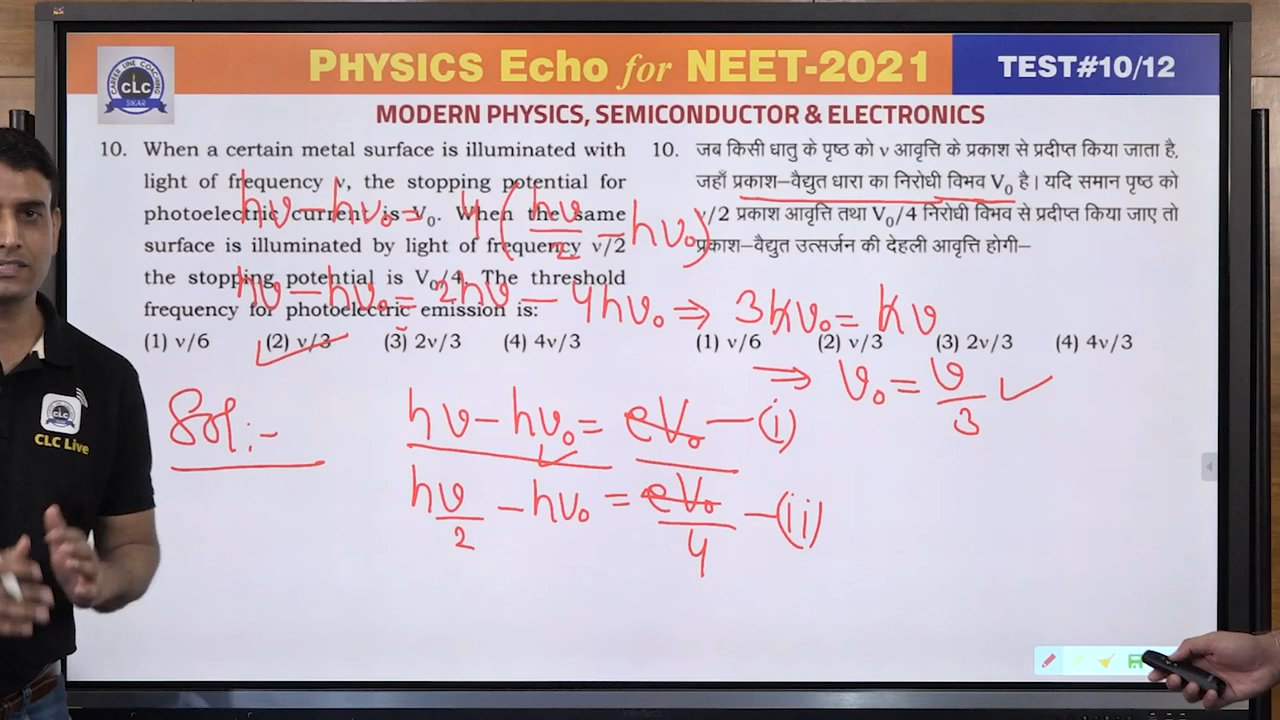 PHYSICS Echo for NEET-2021
TEST#10/12
CAREER LINE COACHING
CLC
SIKAR
MODERN PHYSICS, SEMICONDUCTOR & ELECTRONICS
10. When a certain metal surface is illuminated with
light of frequency ν, the stopping potential for
photoelectric current is V₀. When the same
surface is illuminated by light of frequency ν/2
the stopping potential is V₀/4. The threshold
frequency for photoelectric emission is:
(1) ν/6 (2) ν/3 (3) 2ν/3 (4) 4ν/3
10. जब किसी धातु के पृष्ठ को ν आवृत्ति के प्रकाश से प्रदीप्त किया जाता है,
जहाँ प्रकाश–वैद्युत धारा का निरोधी विभव V₀ है। यदि समान पृष्ठ को
ν/2 प्रकाश आवृत्ति तथा V₀/4 निरोधी विभव से प्रदीप्त किया जाए तो
प्रकाश–वैद्युत उत्सर्जन की देहली आवृत्ति होगी–
(1) ν/6 (2) ν/3 (3) 2ν/3 (4) 4ν/3
Sol:-
hν - hν₀ = eV₀ -(i)
hν/2 - hν₀ = eV₀/4 -(ii)
hν - hν₀ = 4(hν/2 - hν₀)
hν - hν₀ = 2hν - 4hν₀ ⇒ 3hν₀ = hν
⇒ ν₀ = ν/3 ✓
CLC
CLC Live